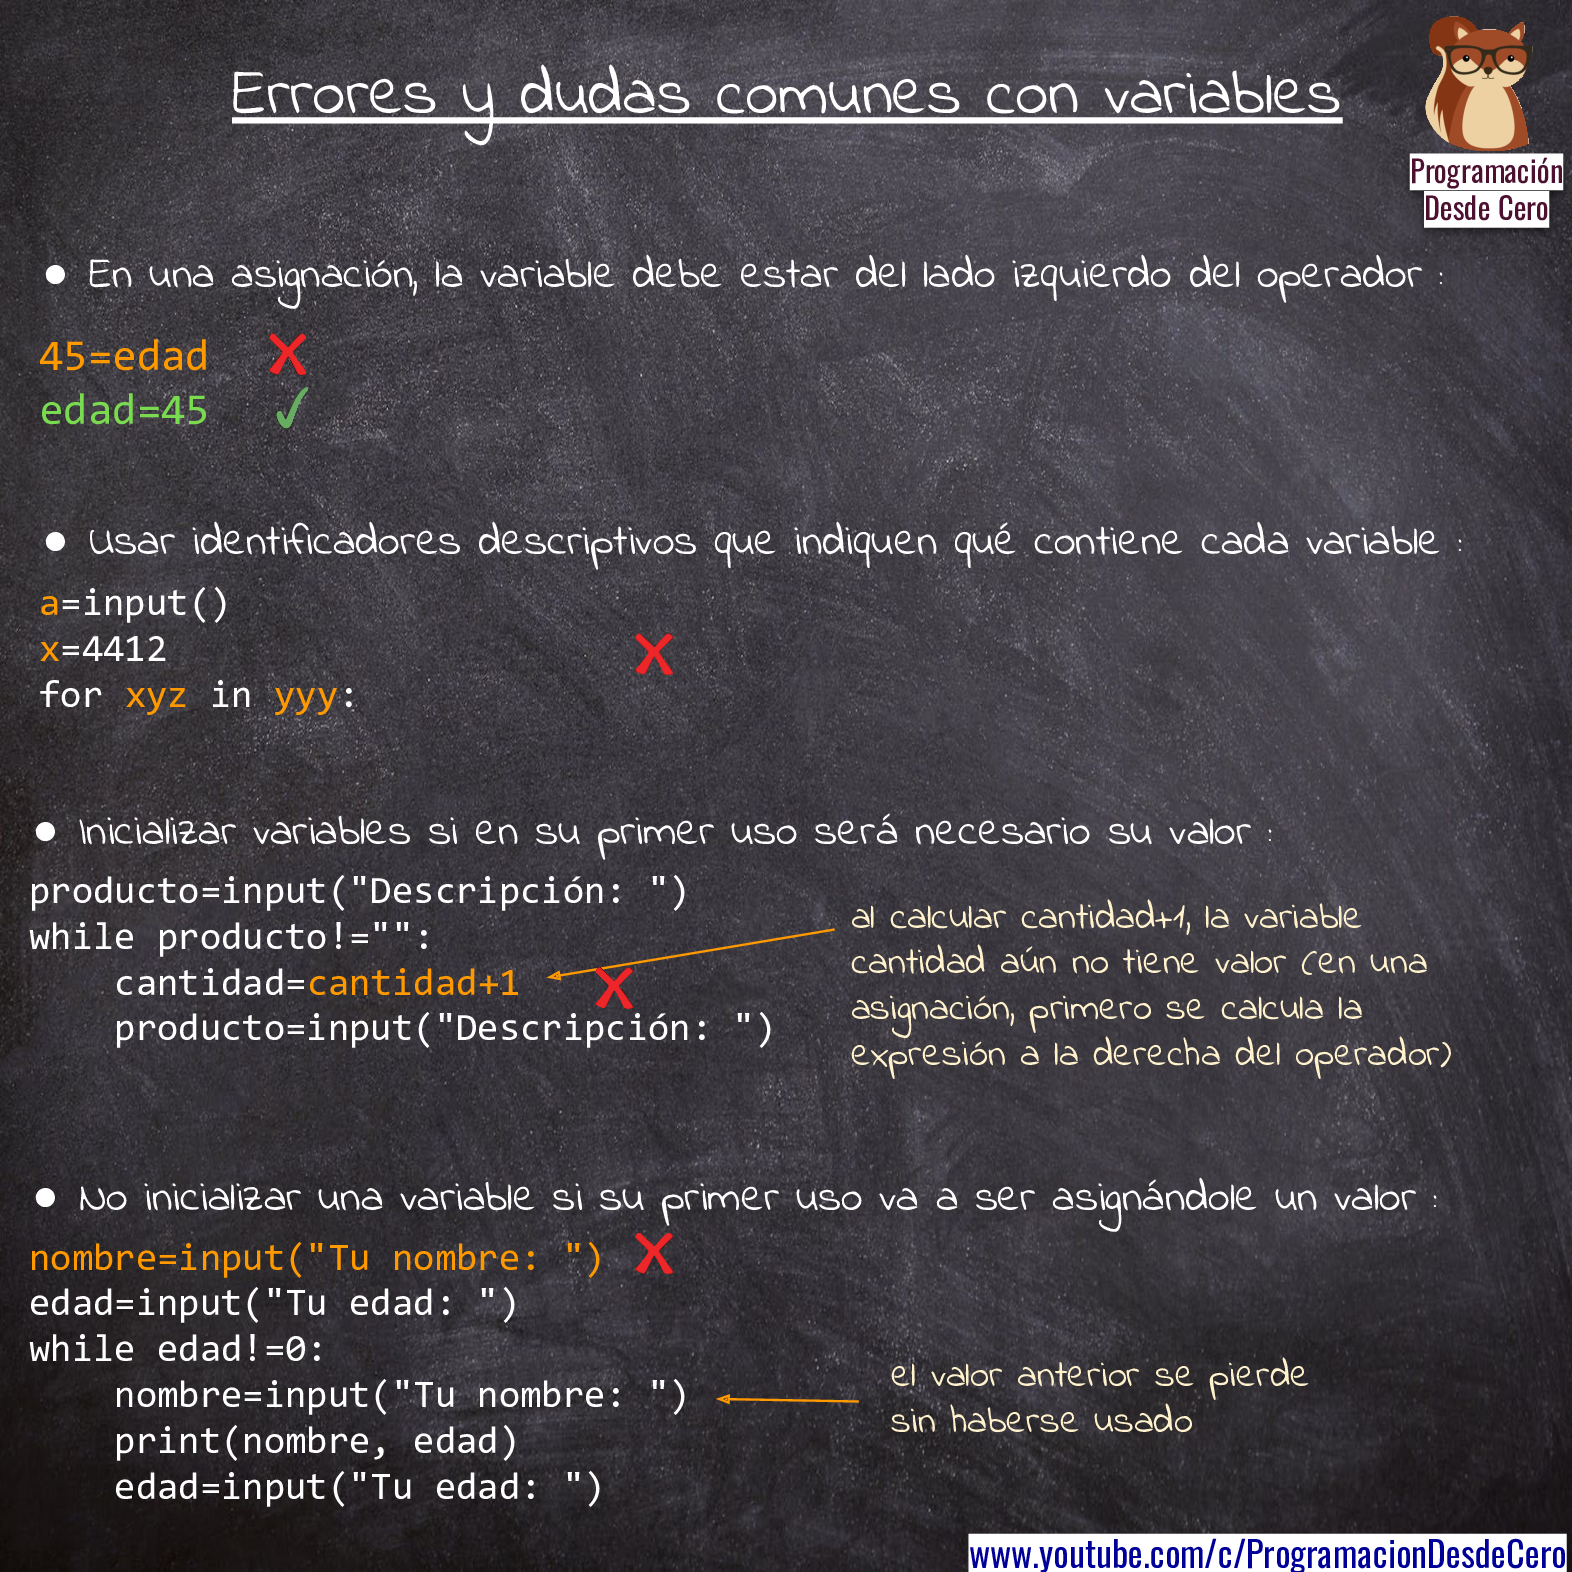 Errores y dudas comunes con variables
Programación
Desde Cero
● En una asignación, la variable debe estar del lado izquierdo del operador :
45=edad ✗
edad=45 ✓
● Usar identificadores descriptivos que indiquen qué contiene cada variable :
a=input()
x=4412 ✗
for xyz in yyy:
● Inicializar variables si en su primer uso será necesario su valor :
producto=input("Descripción: ")
while producto!="":
    cantidad=cantidad+1 ✗
    producto=input("Descripción: ")
al calcular cantidad+1, la variable
cantidad aún no tiene valor (en una
asignación, primero se calcula la
expresión a la derecha del operador)
● No inicializar una variable si su primer uso va a ser asignándole un valor :
nombre=input("Tu nombre: ") ✗
edad=input("Tu edad: ")
while edad!=0:
    nombre=input("Tu nombre: ")
    print(nombre, edad)
    edad=input("Tu edad: ")
el valor anterior se pierde
sin haberse usado
www.youtube.com/c/ProgramacionDesdeCero